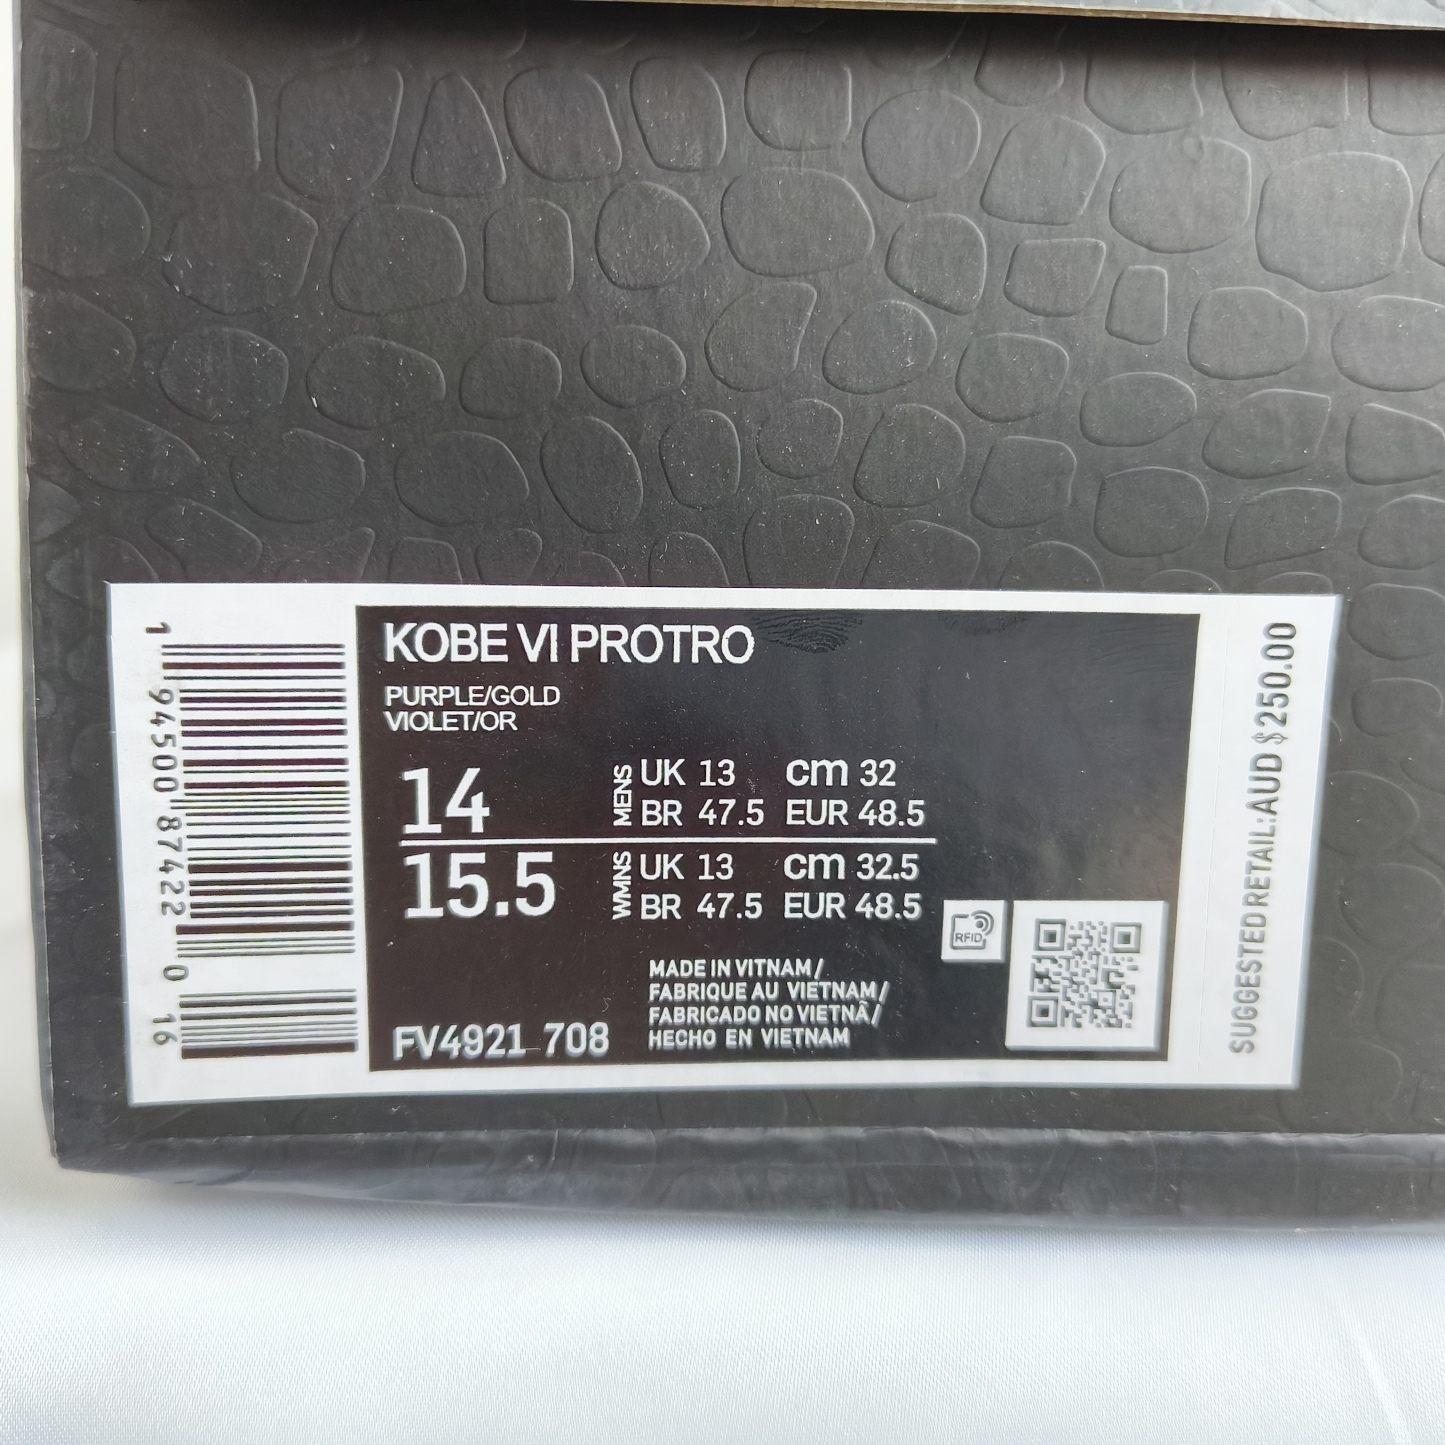 KOBE VI PROTRO
PURPLE/GOLD
VIOLET/OR
14
MENS
UK 13 cm 32
BR 47.5 EUR 48.5
15.5
WMNS
UK 13 cm 32.5
BR 47.5 EUR 48.5
RFID
MADE IN VITNAM/
FABRIQUE AU VIETNAM/
FABRICADO NO VIETNÃ/
HECHO EN VIETNAM
FV4921 708
1 94500 87422 0 16
SUGGESTED RETAIL:AUD $250.00